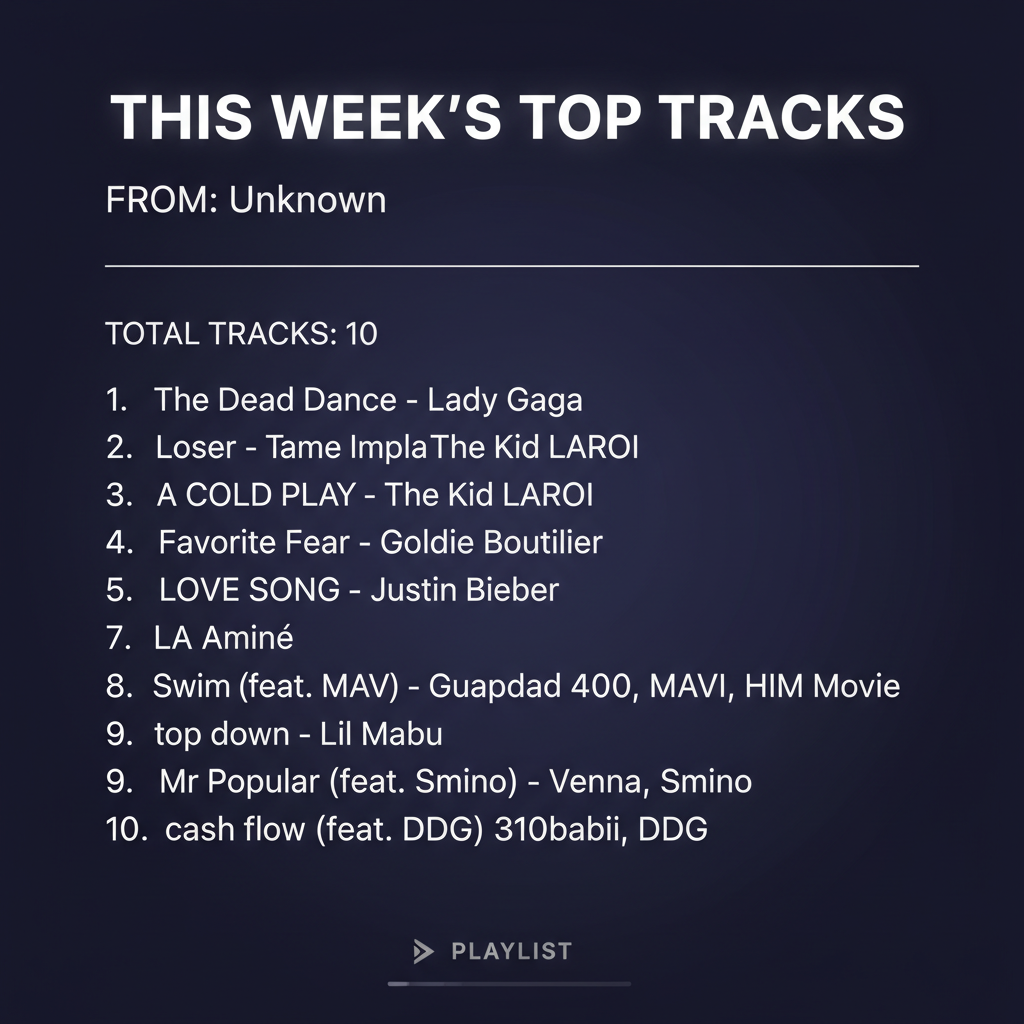 THIS WEEK’S TOP TRACKS
FROM: Unknown
TOTAL TRACKS: 10
1. The Dead Dance - Lady Gaga
2. Loser - Tame ImplaThe Kid LAROI
3. A COLD PLAY - The Kid LAROI
4. Favorite Fear - Goldie Boutilier
5. LOVE SONG - Justin Bieber
7. LA Aminé
8. Swim (feat. MAV) - Guapdad 400, MAVI, HIM Movie
9. top down - Lil Mabu
9. Mr Popular (feat. Smino) - Venna, Smino
10. cash flow (feat. DDG) 310babii, DDG
PLAYLIST